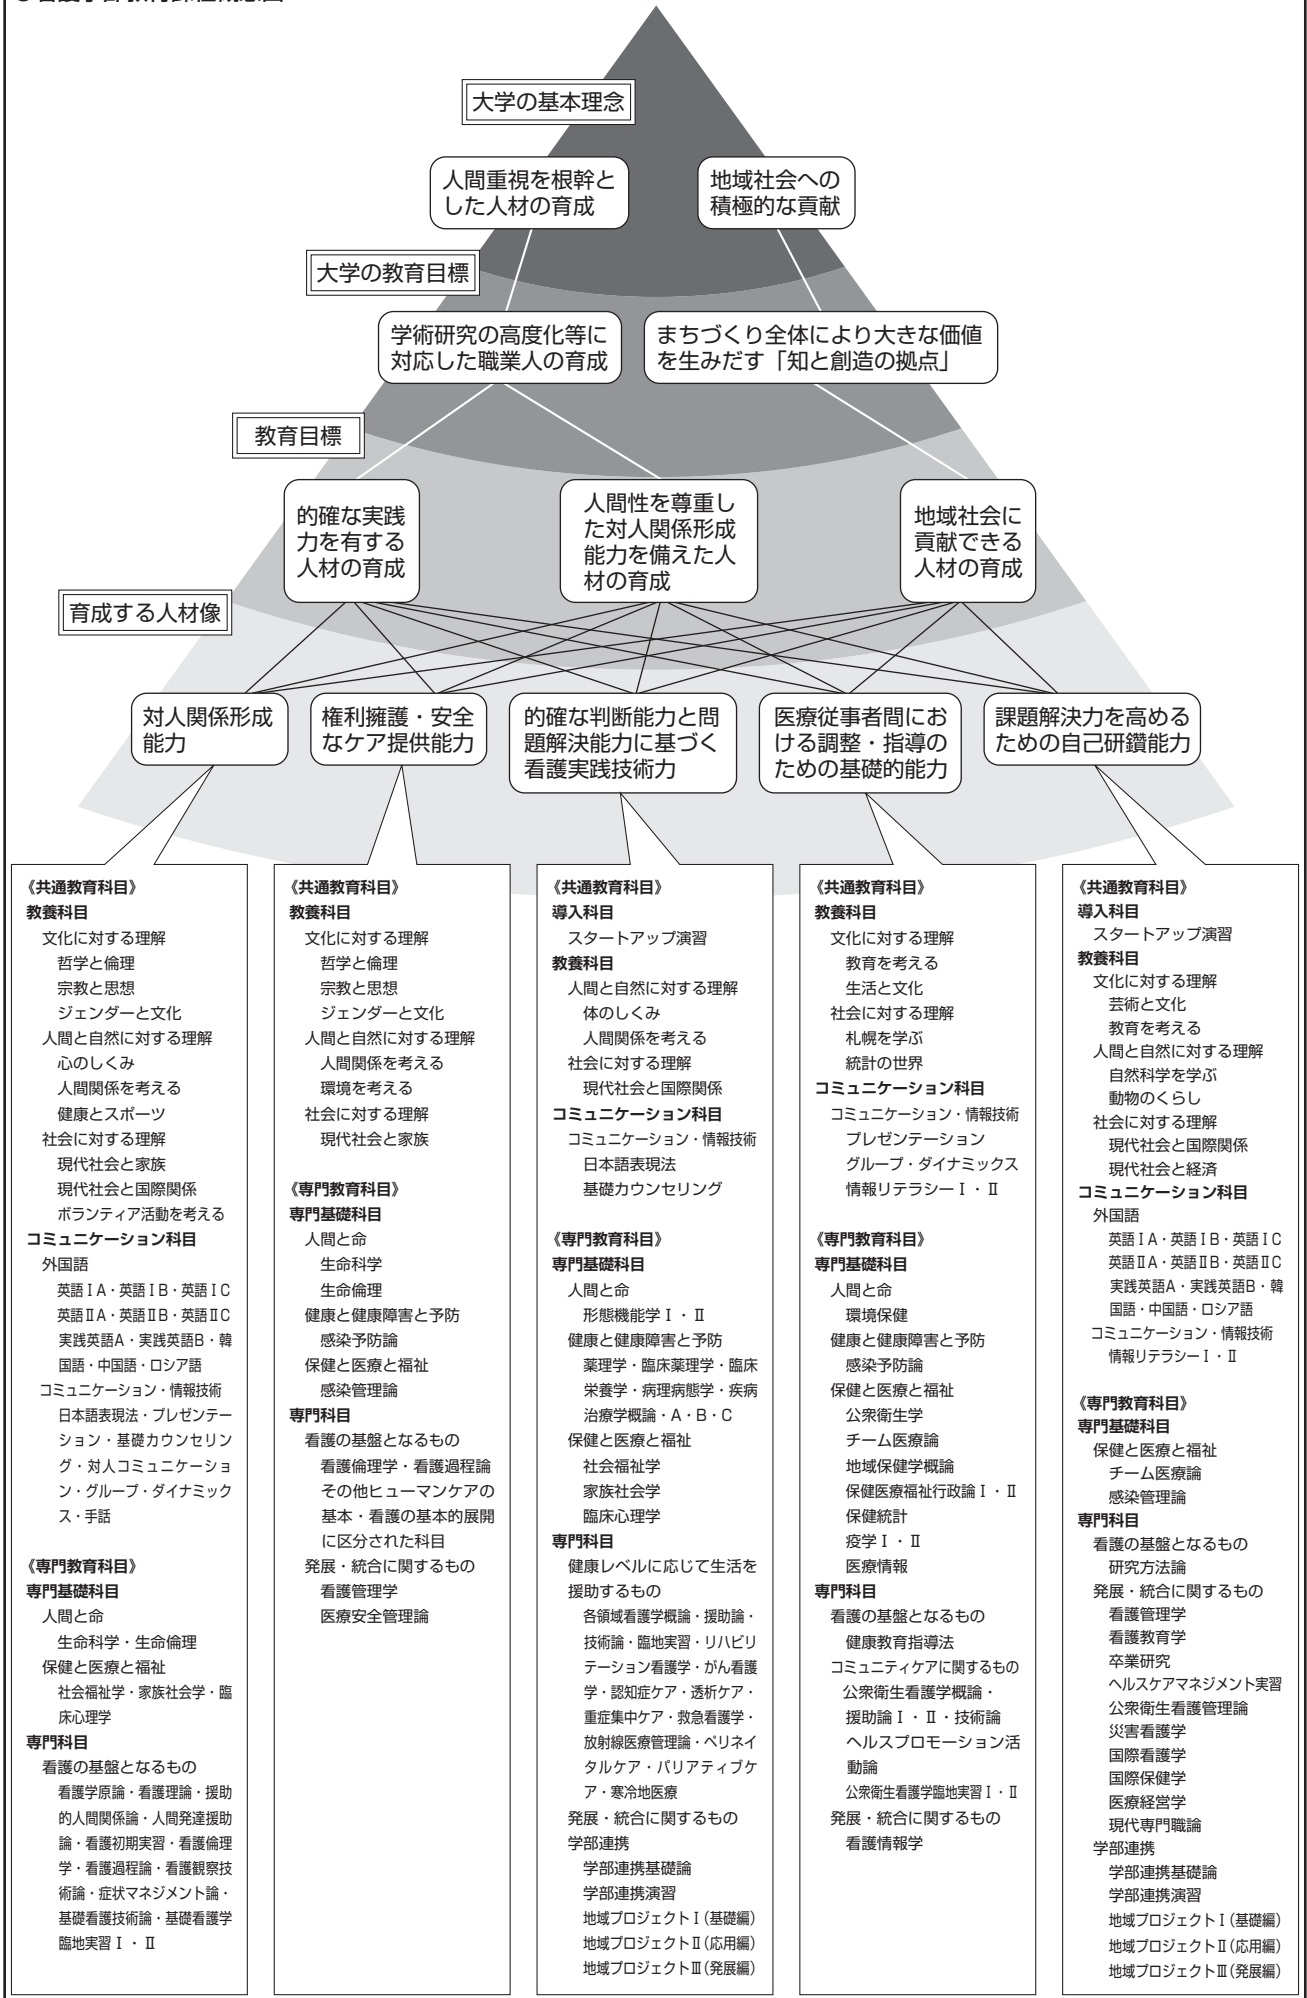 大学の基本理念
人間重視を根幹と
した人材の育成
地域社会への
積極的な貢献
大学の教育目標
学術研究の高度化等に
対応した職業人の育成
まちづくり全体により大きな価値
を生みだす「知と創造の拠点」
教育目標
的確な実践
力を有する
人材の育成
人間性を尊重し
た対人関係形成
能力を備えた人
材の育成
地域社会に
貢献できる
人材の育成
育成する人材像
対人関係形成
能力
権利擁護・安全
なケア提供能力
的確な判断能力と問
題解決能力に基づく
看護実践技術力
医療従事者間にお
ける調整・指導の
ための基礎的能力
課題解決力を高める
ための自己研鑽能力
《共通教育科目》
教養科目
文化に対する理解
哲学と倫理
宗教と思想
ジェンダーと文化
人間と自然に対する理解
心のしくみ
人間関係を考える
健康とスポーツ
社会に対する理解
現代社会と家族
現代社会と国際関係
ボランティア活動を考える
コミュニケーション科目
外国語
英語ⅠA・英語ⅠB・英語ⅠC
英語ⅡA・英語ⅡB・英語ⅡC
実践英語A・実践英語B・韓
国語・中国語・ロシア語
コミュニケーション・情報技術
日本語表現法・プレゼンテー
ション・基礎カウンセリン
グ・対人コミュニケーショ
ン・グループ・ダイナミック
ス・手話
《専門教育科目》
専門基礎科目
人間と命
生命科学・生命倫理
保健と医療と福祉
社会福祉学・家族社会学・臨
床心理学
専門科目
看護の基盤となるもの
看護学原論・看護理論・援助
的人間関係論・人間発達援助
論・看護初期実習・看護倫理
学・看護過程論・看護観察技
術論・症状マネジメント論・
基礎看護技術論・基礎看護学
臨地実習Ⅰ・Ⅱ
《共通教育科目》
教養科目
文化に対する理解
哲学と倫理
宗教と思想
ジェンダーと文化
人間と自然に対する理解
人間関係を考える
環境を考える
社会に対する理解
現代社会と家族
《専門教育科目》
専門基礎科目
人間と命
生命科学
生命倫理
健康と健康障害と予防
感染予防論
保健と医療と福祉
感染管理論
専門科目
看護の基盤となるもの
看護倫理学・看護過程論
その他ヒューマンケアの
基本・看護の基本的展開
に区分された科目
発展・統合に関するもの
看護管理学
医療安全管理論
《共通教育科目》
導入科目
スタートアップ演習
教養科目
人間と自然に対する理解
体のしくみ
人間関係を考える
社会に対する理解
現代社会と国際関係
コミュニケーション科目
コミュニケーション・情報技術
日本語表現法
基礎カウンセリング
《専門教育科目》
専門基礎科目
人間と命
形態機能学Ⅰ・Ⅱ
健康と健康障害と予防
薬理学・臨床薬理学・臨床
栄養学・病理病態学・疾病
治療学概論・A・B・C
保健と医療と福祉
社会福祉学
家族社会学
臨床心理学
専門科目
健康レベルに応じて生活を
援助するもの
各領域看護学概論・援助論・
技術論・臨地実習・リハビリ
テーション看護学・がん看護
学・認知症ケア・透析ケア・
重症集中ケア・救急看護学・
放射線医療管理論・ペリネイ
タルケア・パリアティブケ
ア・寒冷地医療
発展・統合に関するもの
学部連携
学部連携基礎論
学部連携演習
地域プロジェクトⅠ(基礎編)
地域プロジェクトⅡ(応用編)
地域プロジェクトⅢ(発展編)
《共通教育科目》
教養科目
文化に対する理解
教育を考える
生活と文化
社会に対する理解
札幌を学ぶ
統計の世界
コミュニケーション科目
コミュニケーション・情報技術
プレゼンテーション
グループ・ダイナミックス
情報リテラシーⅠ・Ⅱ
《専門教育科目》
専門基礎科目
人間と命
環境保健
健康と健康障害と予防
感染予防論
保健と医療と福祉
公衆衛生学
チーム医療論
地域保健学概論
保健医療福祉行政論Ⅰ・Ⅱ
保健統計
疫学Ⅰ・Ⅱ
医療情報
専門科目
看護の基盤となるもの
健康教育指導法
コミュニティケアに関するもの
公衆衛生看護学概論・
援助論Ⅰ・Ⅱ・技術論
ヘルスプロモーション活
動論
公衆衛生看護学臨地実習Ⅰ・Ⅱ
発展・統合に関するもの
看護情報学
《共通教育科目》
導入科目
スタートアップ演習
教養科目
文化に対する理解
芸術と文化
教育を考える
人間と自然に対する理解
自然科学を学ぶ
動物のくらし
社会に対する理解
現代社会と国際関係
現代社会と経済
コミュニケーション科目
外国語
英語ⅠA・英語ⅠB・英語ⅠC
英語ⅡA・英語ⅡB・英語ⅡC
実践英語A・実践英語B・韓
国語・中国語・ロシア語
コミュニケーション・情報技術
情報リテラシーⅠ・Ⅱ
《専門教育科目》
専門基礎科目
保健と医療と福祉
チーム医療論
感染管理論
専門科目
看護の基盤となるもの
研究方法論
発展・統合に関するもの
看護管理学
看護教育学
卒業研究
ヘルスケアマネジメント実習
公衆衛生看護管理論
災害看護学
国際看護学
国際保健学
医療経営学
現代専門職論
学部連携
学部連携基礎論
学部連携演習
地域プロジェクトⅠ(基礎編)
地域プロジェクトⅡ(応用編)
地域プロジェクトⅢ(発展編)